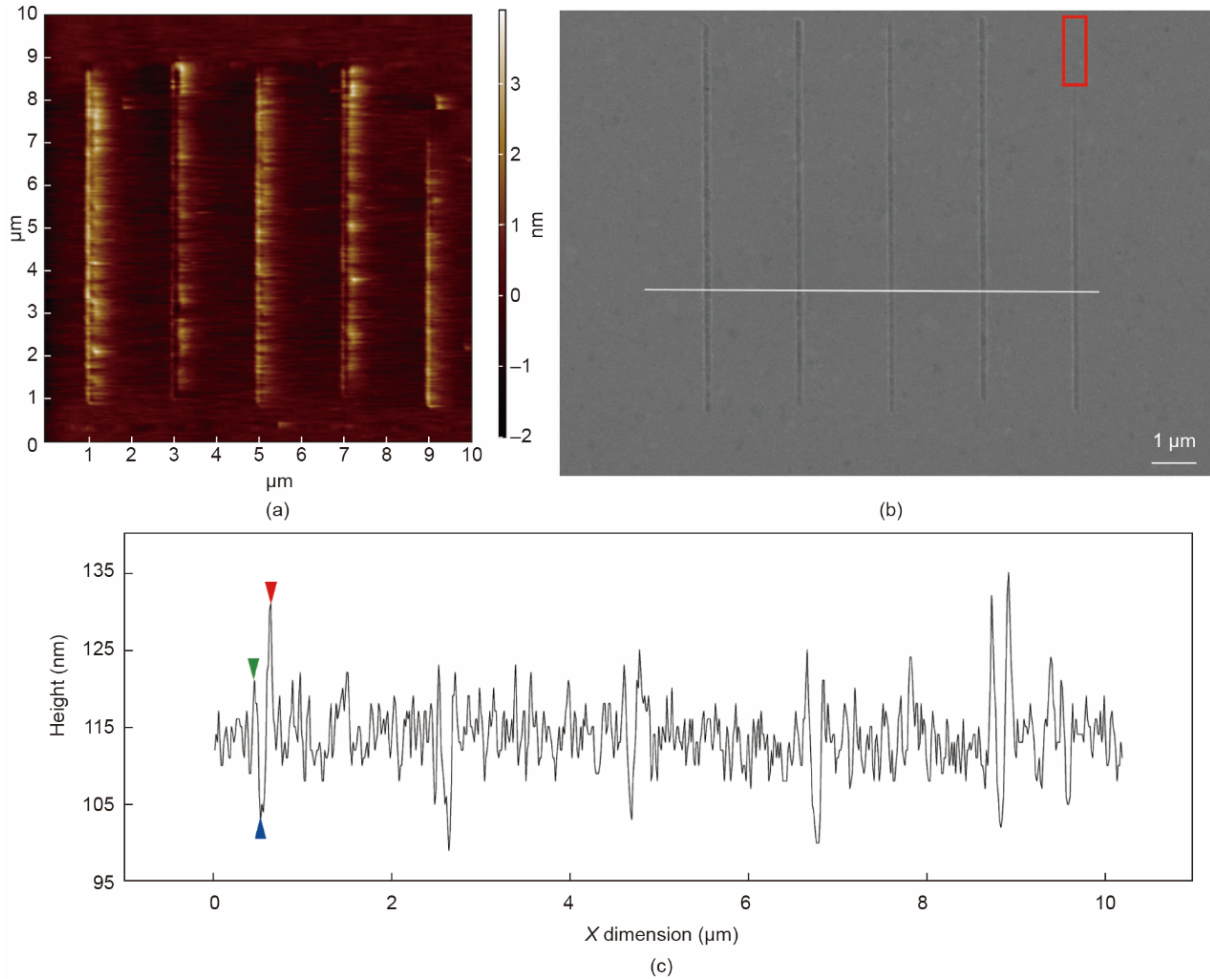 10
9
8
7
6
5
4
3
2
1
0
µm
1 2 3 4 5 6 7 8 9 10
µm
3
2
1
0
–1
–2
nm
(a)
1 µm
(b)
135
125
115
105
95
Height (nm)
0 2 4 6 8 10
X dimension (µm)
(c)